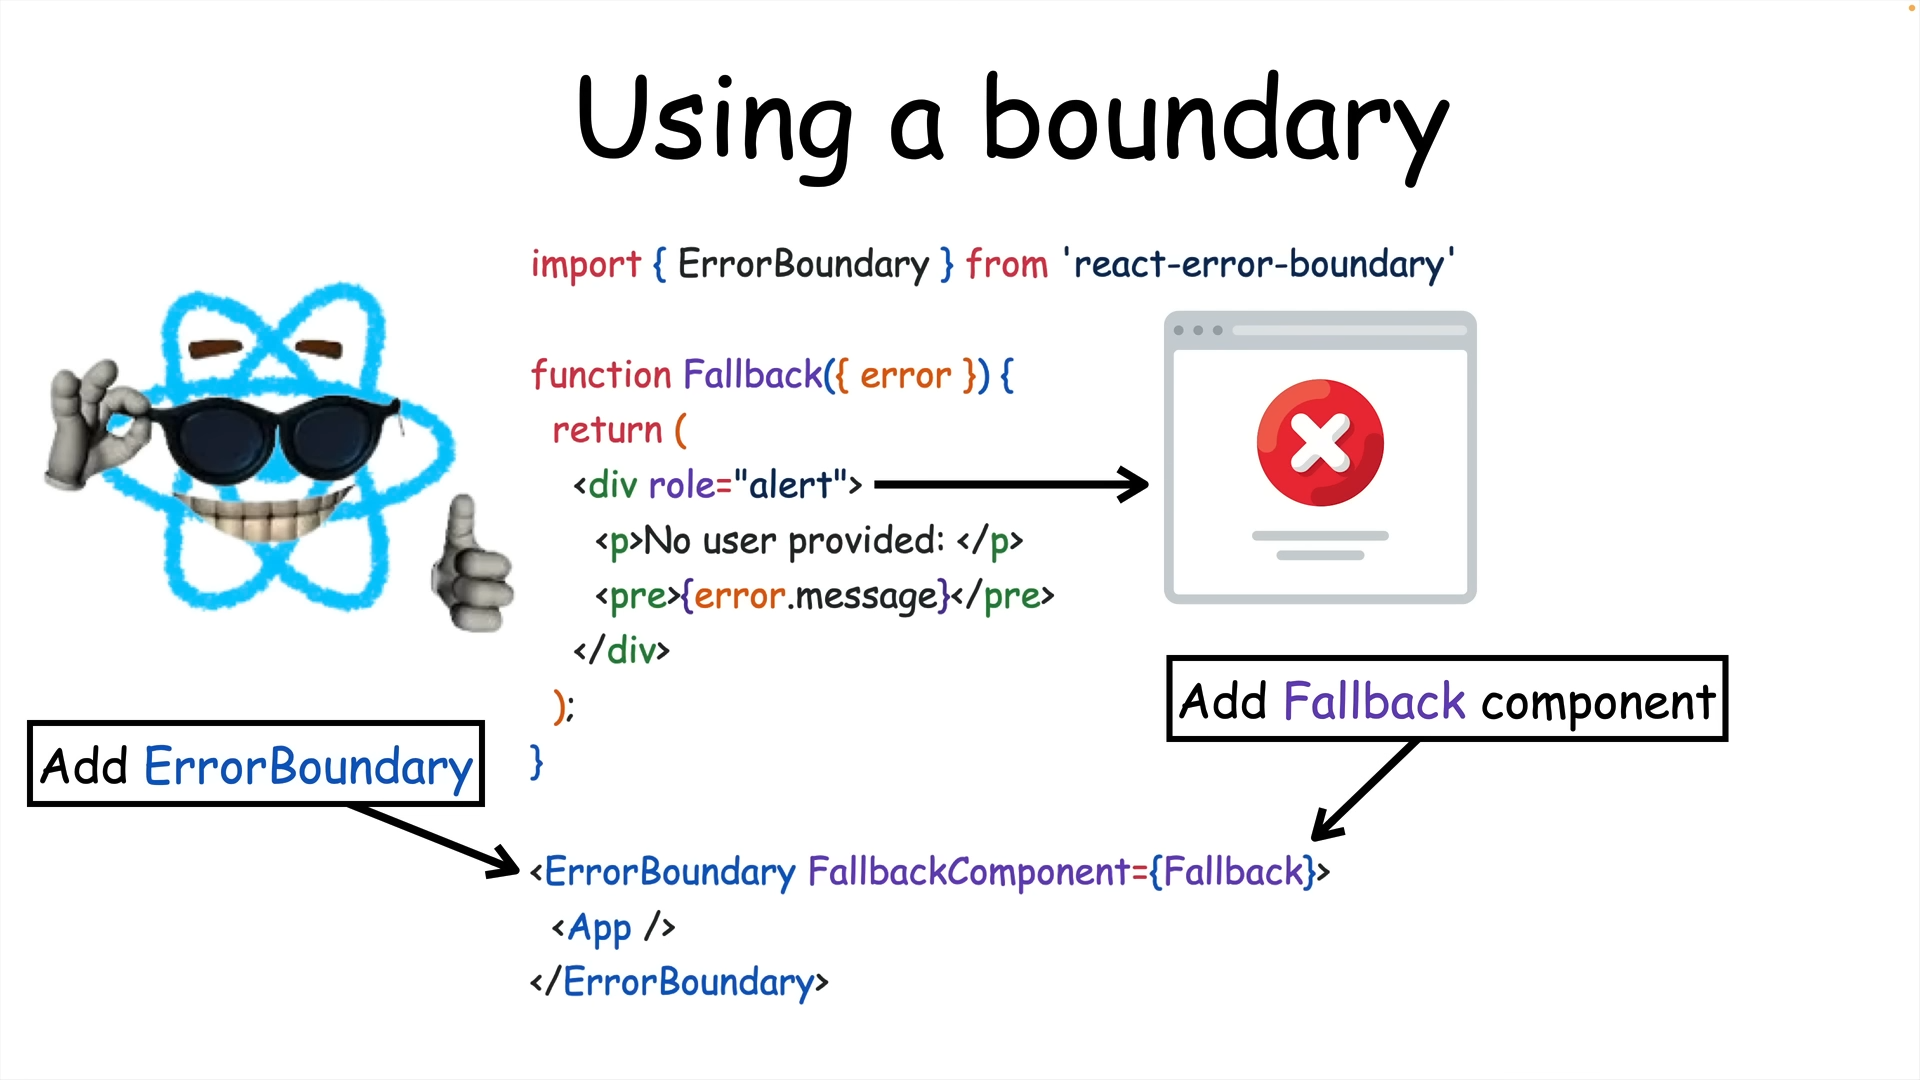 Using a boundary
import { ErrorBoundary } from 'react-error-boundary'
function Fallback({ error }) {
return (
<div role="alert">
<p>No user provided: </p>
<pre>{error.message}</pre>
</div>
);
}
Add Fallback component
Add ErrorBoundary
<ErrorBoundary FallbackComponent={Fallback}>
<App />
</ErrorBoundary>